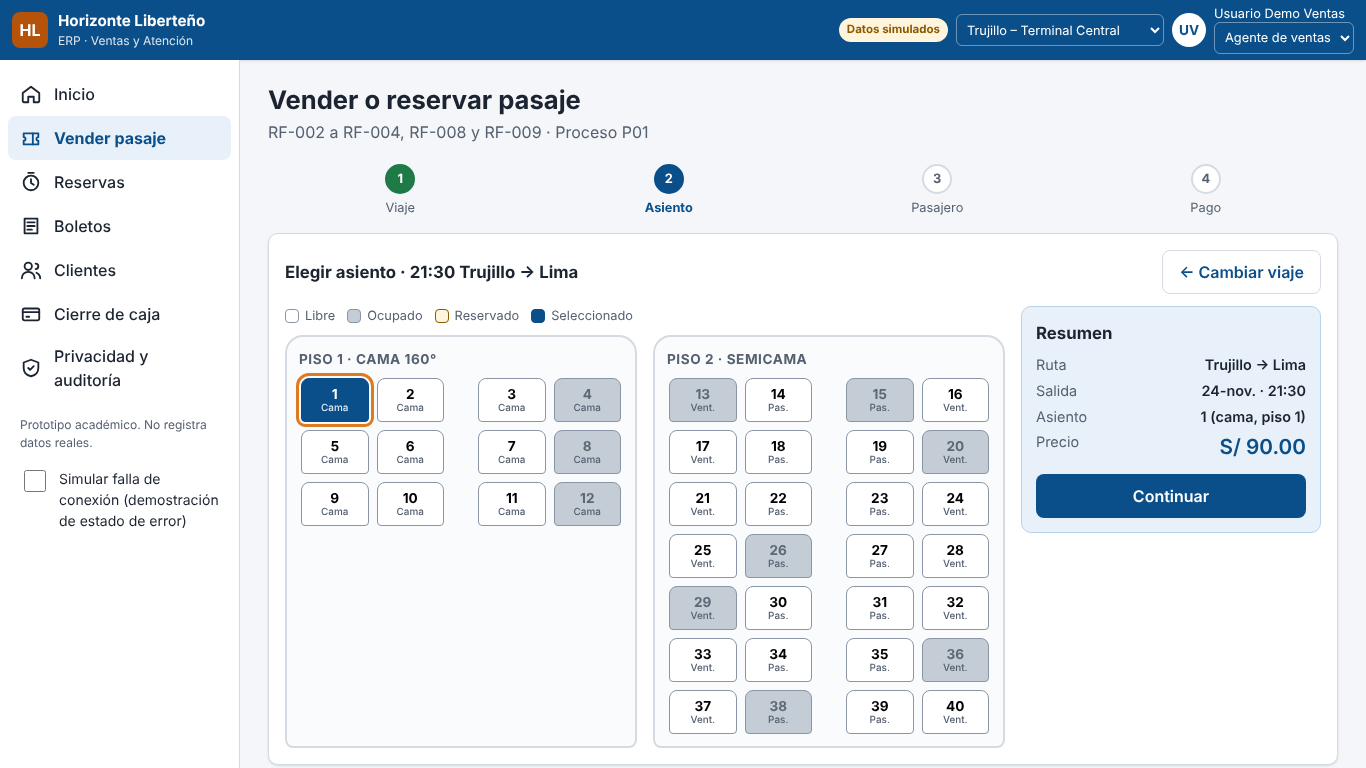 HL
Horizonte Liberteño
ERP · Ventas y Atención
Datos simulados
Trujillo – Terminal Central
UV
Usuario Demo Ventas
Agente de ventas
Inicio
Vender pasaje
Reservas
Boletos
Clientes
Cierre de caja
Privacidad y
auditoría
Prototipo académico. No registra
datos reales.
Simular falla de
conexión (demostración
de estado de error)
Vender o reservar pasaje
RF-002 a RF-004, RF-008 y RF-009 · Proceso P01
1 2 3 4
Viaje Asiento Pasajero Pago
Elegir asiento · 21:30 Trujillo → Lima
← Cambiar viaje
Libre Ocupado Reservado Seleccionado
PISO 1 · CAMA 160°
1 2 3 4
Cama Cama Cama Cama
5 6 7 8
Cama Cama Cama Cama
9 10 11 12
Cama Cama Cama Cama
PISO 2 · SEMICAMA
13 14 15 16
Vent. Pas. Pas. Vent.
17 18 19 20
Vent. Pas. Pas. Vent.
21 22 23 24
Vent. Pas. Pas. Vent.
25 26 27 28
Vent. Pas. Pas. Vent.
29 30 31 32
Vent. Pas. Pas. Vent.
33 34 35 36
Vent. Pas. Pas. Vent.
37 38 39 40
Vent. Pas. Pas. Vent.
Resumen
Ruta Trujillo → Lima
Salida 24-nov. · 21:30
Asiento 1 (cama, piso 1)
Precio S/ 90.00
Continuar